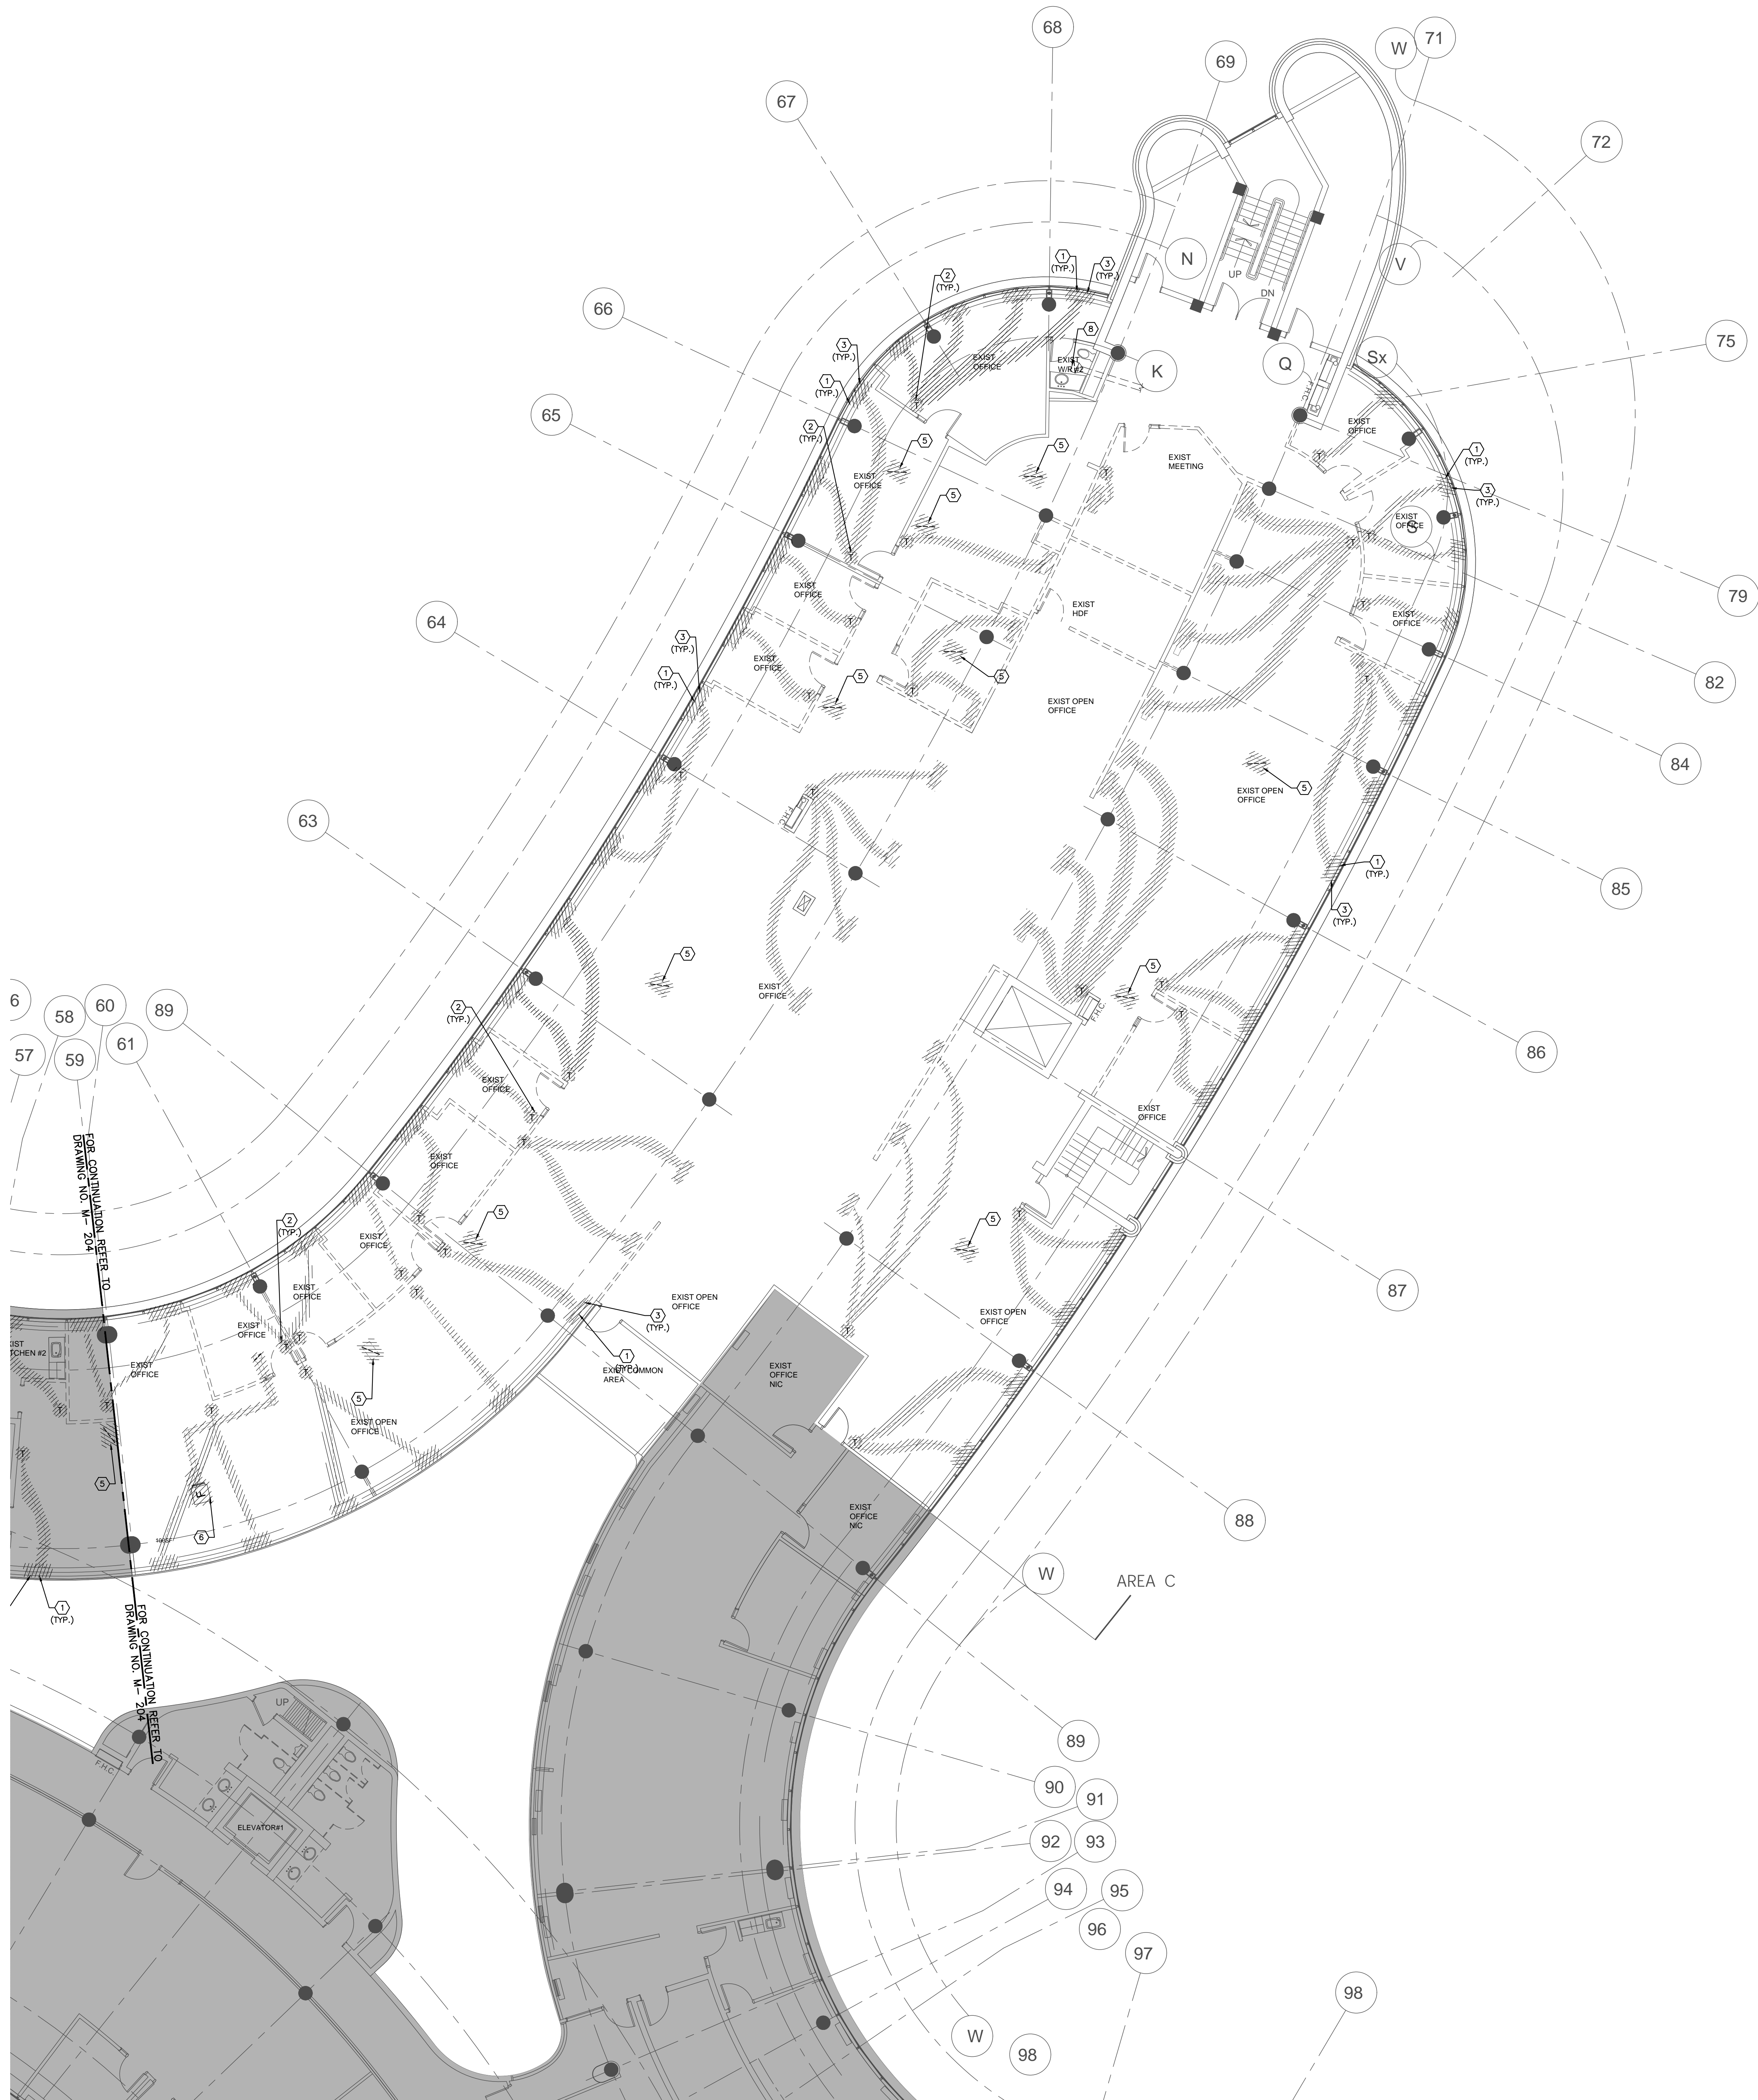 68
71
W
69
67
72
N
V
UP
DN
1
(TYP.)
3
(TYP.)
2
(TYP.)
66
8
75
3
(TYP.)
EXIST
OFFICE
EXIST
W/R #2
K
Q
Sx
F.H.C
1
(TYP.)
65
2
(TYP.)
5
5
EXIST
OFFICE
EXIST
MEETING
EXIST
OFFICE
1
(TYP.)
3
(TYP.)
5
EXIST
OFFICE
S
T
EXIST
OFFICE
EXIST
HDF
EXIST
OFFICE
79
64
3
(TYP.)
EXIST
OFFICE
1
(TYP.)
5
5
EXIST OPEN
OFFICE
82
84
EXIST OPEN
OFFICE
5
F.H.C
63
1
(TYP.)
85
3
(TYP.)
5
5
EXIST
OFFICE
F.H.C
6
58
60
89
57
59
61
2
(TYP.)
86
EXIST
OFFICE
EXIST
OFFICE
FOR CONTINUATION REFER TO
DRAWING NO. M- 204
EXIST
OFFICE
2
(TYP.)
5
5
EXIST
OFFICE
EXIST
OFFICE
EXIST OPEN
OFFICE
87
3
(TYP.)
EXIST OPEN
OFFICE
EXIST
OFFICE
TCHEN #2
EXIST
OFFICE
1
(TYP.)
EXIST COMMON
AREA
EXIST
OFFICE
NIC
5
EXIST OPEN
OFFICE
5
6
EXIST
OFFICE
NIC
88
W
AREA C
1
(TYP.)
FOR CONTINUATION REFER TO
DRAWING NO. M- 204
UP
F.H.C
ELEVATOR#1
89
90
91
92
93
94
95
96
97
98
W
98